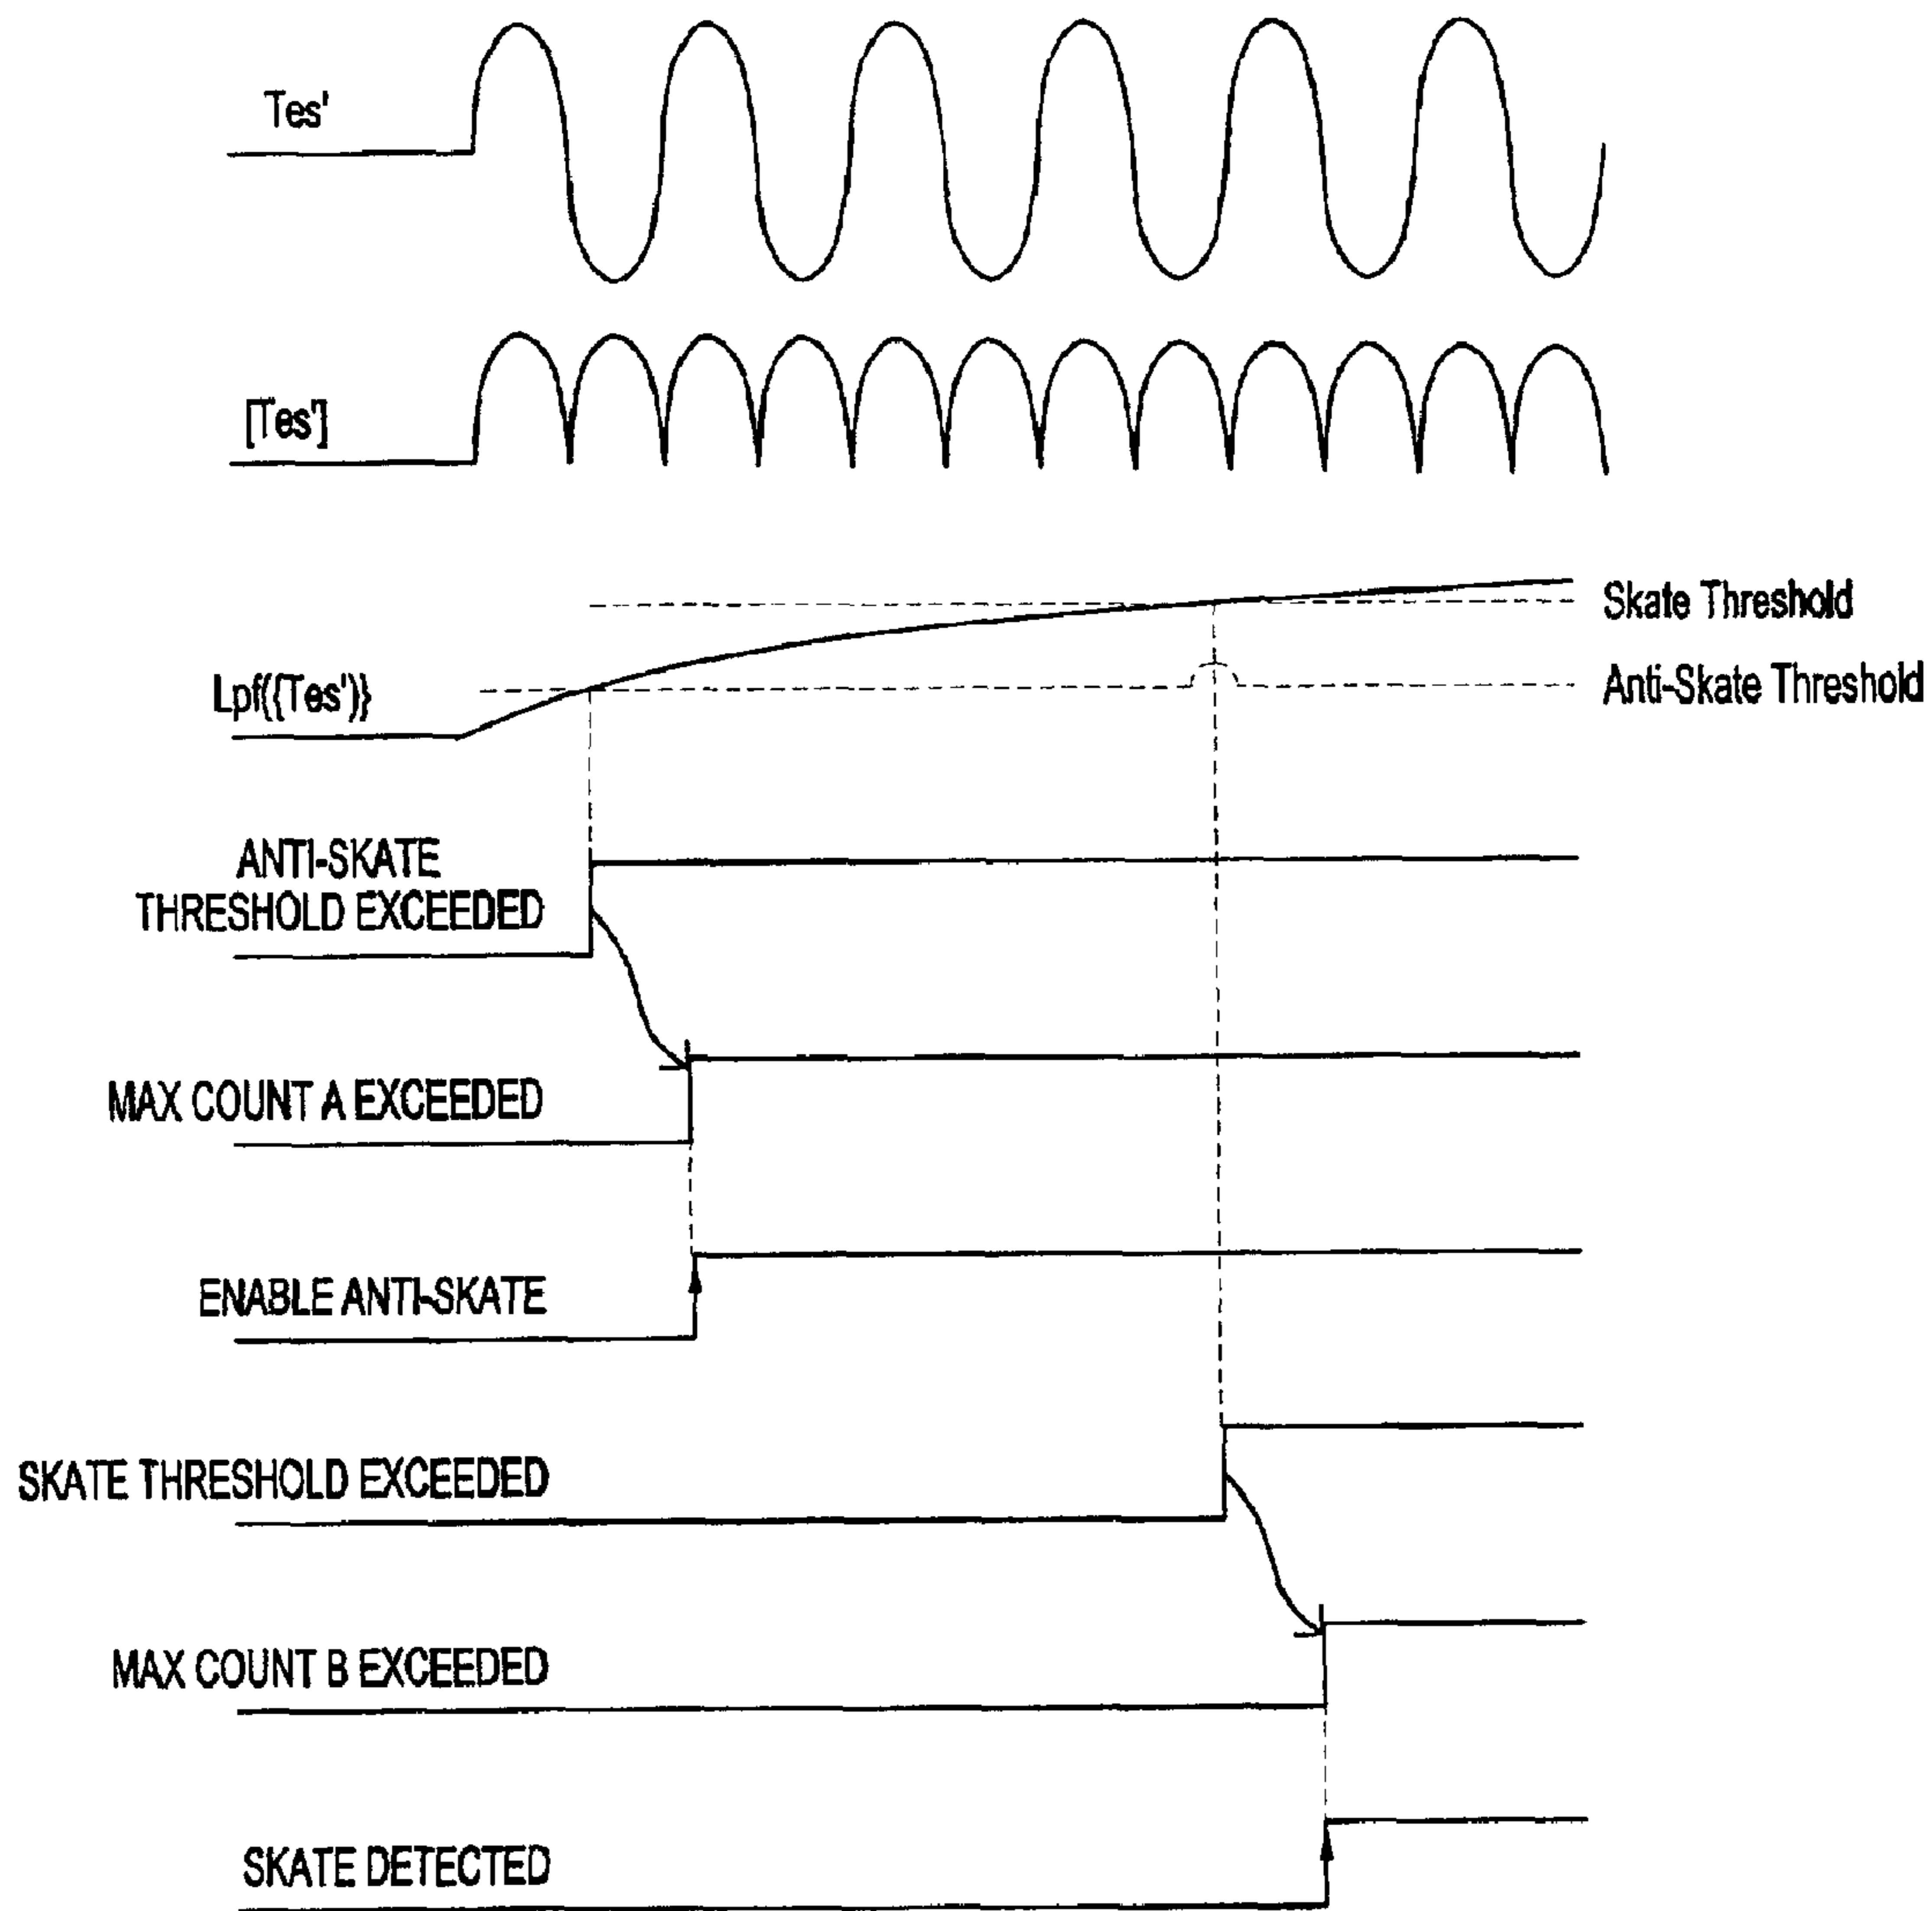 Tes'
[Tes']
Skate Threshold
Lpf({Tes')}
Anti-Skate Threshold
ANTI-SKATE
THRESHOLD EXCEEDED
MAX COUNT A EXCEEDED
ENABLE ANTI-SKATE
SKATE THRESHOLD EXCEEDED
MAX COUNT B EXCEEDED
SKATE DETECTED